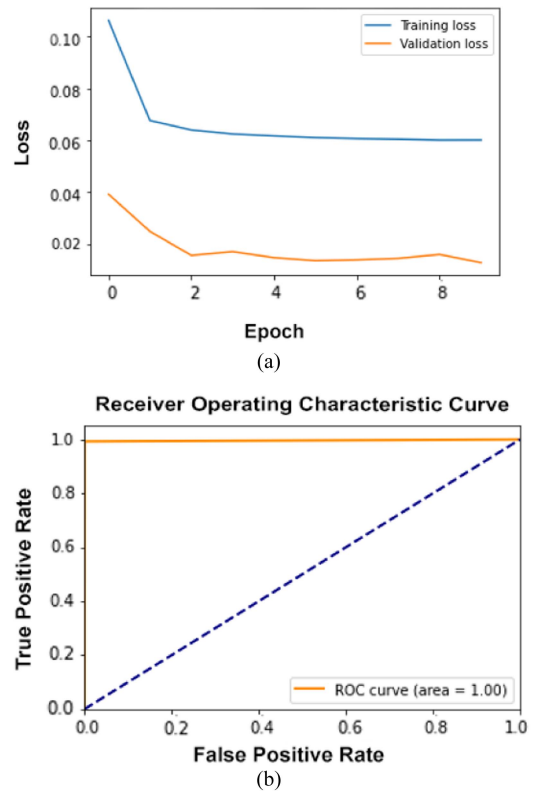 0.10
0.08
0.06
0.04
0.02
Loss
Training loss
Validation loss
0 2 4 6 8
Epoch
(a)
Receiver Operating Characteristic Curve
1.0
0.8
0.6
0.4
0.2
0.0
True Positive Rate
ROC curve (area = 1.00)
0.0 0.2 0.4 0.6 0.8 1.0
False Positive Rate
(b)